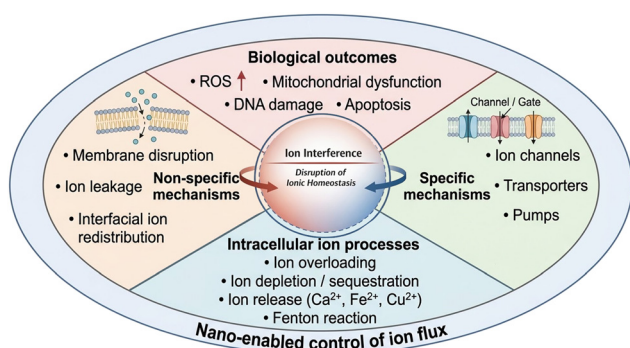 Biological outcomes
• ROS ↑ • Mitochondrial dysfunction
• DNA damage • Apoptosis
• Membrane disruption
• Ion leakage
• Interfacial ion
redistribution
Non-specific
mechanisms
Ion Interference
Disruption of
Ionic Homeostasis
Specific
mechanisms
Channel / Gate
• Ion channels
• Transporters
• Pumps
Intracellular ion processes
• Ion overloading
• Ion depletion / sequestration
• Ion release (Ca²⁺, Fe²⁺, Cu²⁺)
• Fenton reaction
Nano-enabled control of ion flux